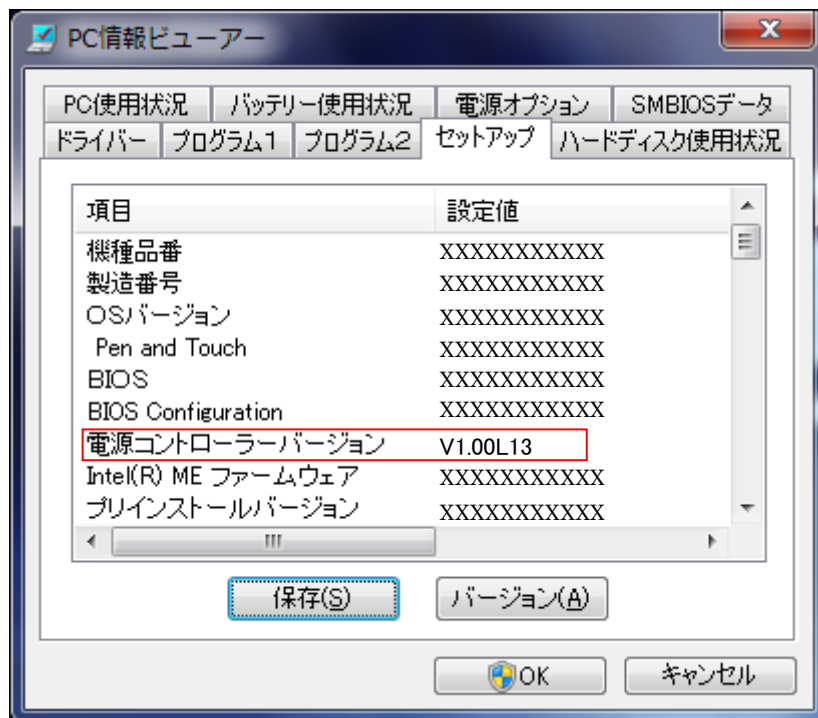 PC情報ビューアー
PC使用状況 バッテリー使用状況 電源オプション SMBIOSデータ
ドライバー プログラム1 プログラム2 セットアップ ハードディスク使用状況
項目 設定値
機種品番 XXXXXXXXXXX
製造番号 XXXXXXXXXXX
OSバージョン XXXXXXXXXXX
Pen and Touch XXXXXXXXXXX
BIOS XXXXXXXXXXX
BIOS Configuration XXXXXXXXXXX
電源コントローラーバージョン V1.00L13
Intel(R) ME ファームウェア XXXXXXXXXXX
プリインストールバージョン XXXXXXXXXXX
保存(S) バージョン(A)
OK キャンセル